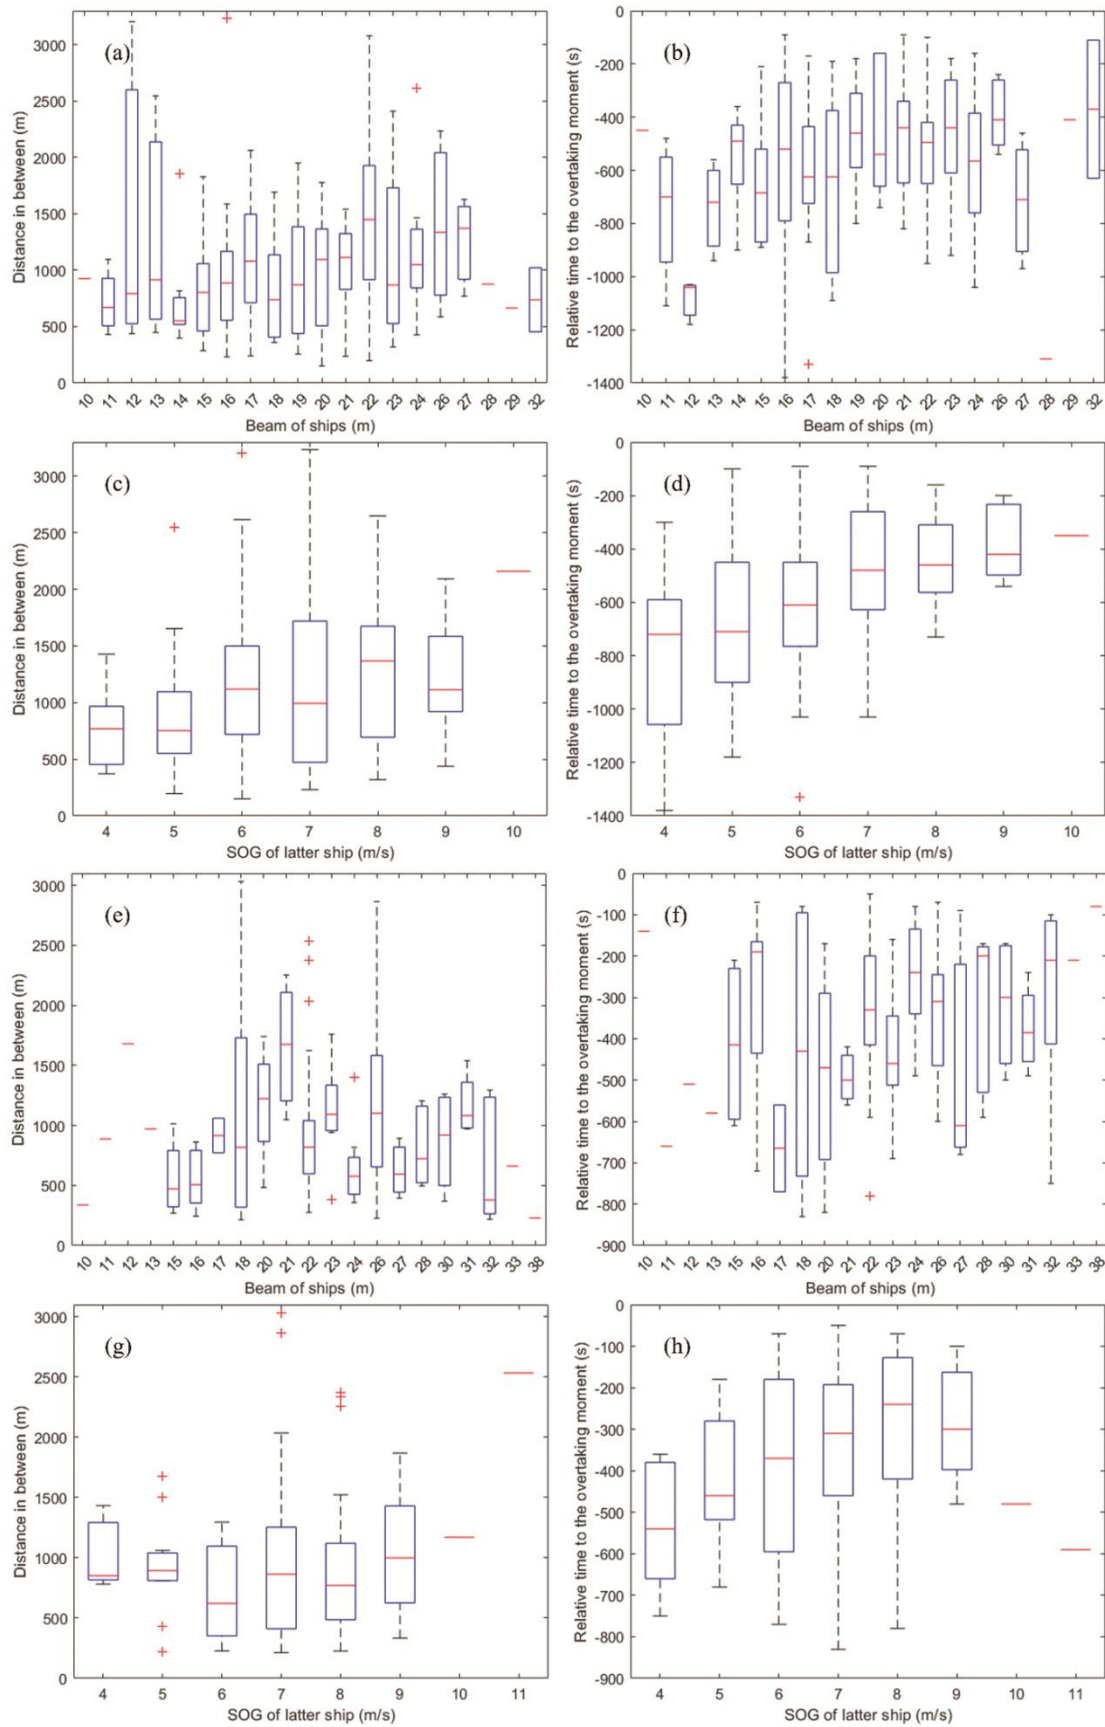 (a)
Distance in between (m)
3000
2500
2000
1500
1000
500
0
10 11 12 13 14 15 16 17 18 19 20 21 22 23 24 26 27 28 29 32
Beam of ships (m)
(b)
Relative time to the overtaking moment (s)
0
-200
-400
-600
-800
-1000
-1200
-1400
10 11 12 13 14 15 16 17 18 19 20 21 22 23 24 26 27 28 29 32
Beam of ships (m)
(c)
Distance in between (m)
3000
2500
2000
1500
1000
500
0
4 5 6 7 8 9 10
SOG of latter ship (m/s)
(d)
Relative time to the overtaking moment (s)
0
-200
-400
-600
-800
-1000
-1200
-1400
4 5 6 7 8 9 10
SOG of latter ship (m/s)
(e)
Distance in between (m)
3000
2500
2000
1500
1000
500
0
10 11 12 13 15 16 17 18 20 21 22 23 24 26 27 28 30 31 32 33 38
Beam of ships (m)
(f)
Relative time to the overtaking moment (s)
0
-100
-200
-300
-400
-500
-600
-700
-800
-900
10 11 12 13 15 16 17 18 20 21 22 23 24 26 27 28 30 31 32 33 38
Beam of ships (m)
(g)
Distance in between (m)
3000
2500
2000
1500
1000
500
0
4 5 6 7 8 9 10 11
SOG of latter ship (m/s)
(h)
Relative time to the overtaking moment (s)
0
-100
-200
-300
-400
-500
-600
-700
-800
-900
4 5 6 7 8 9 10 11
SOG of latter ship (m/s)